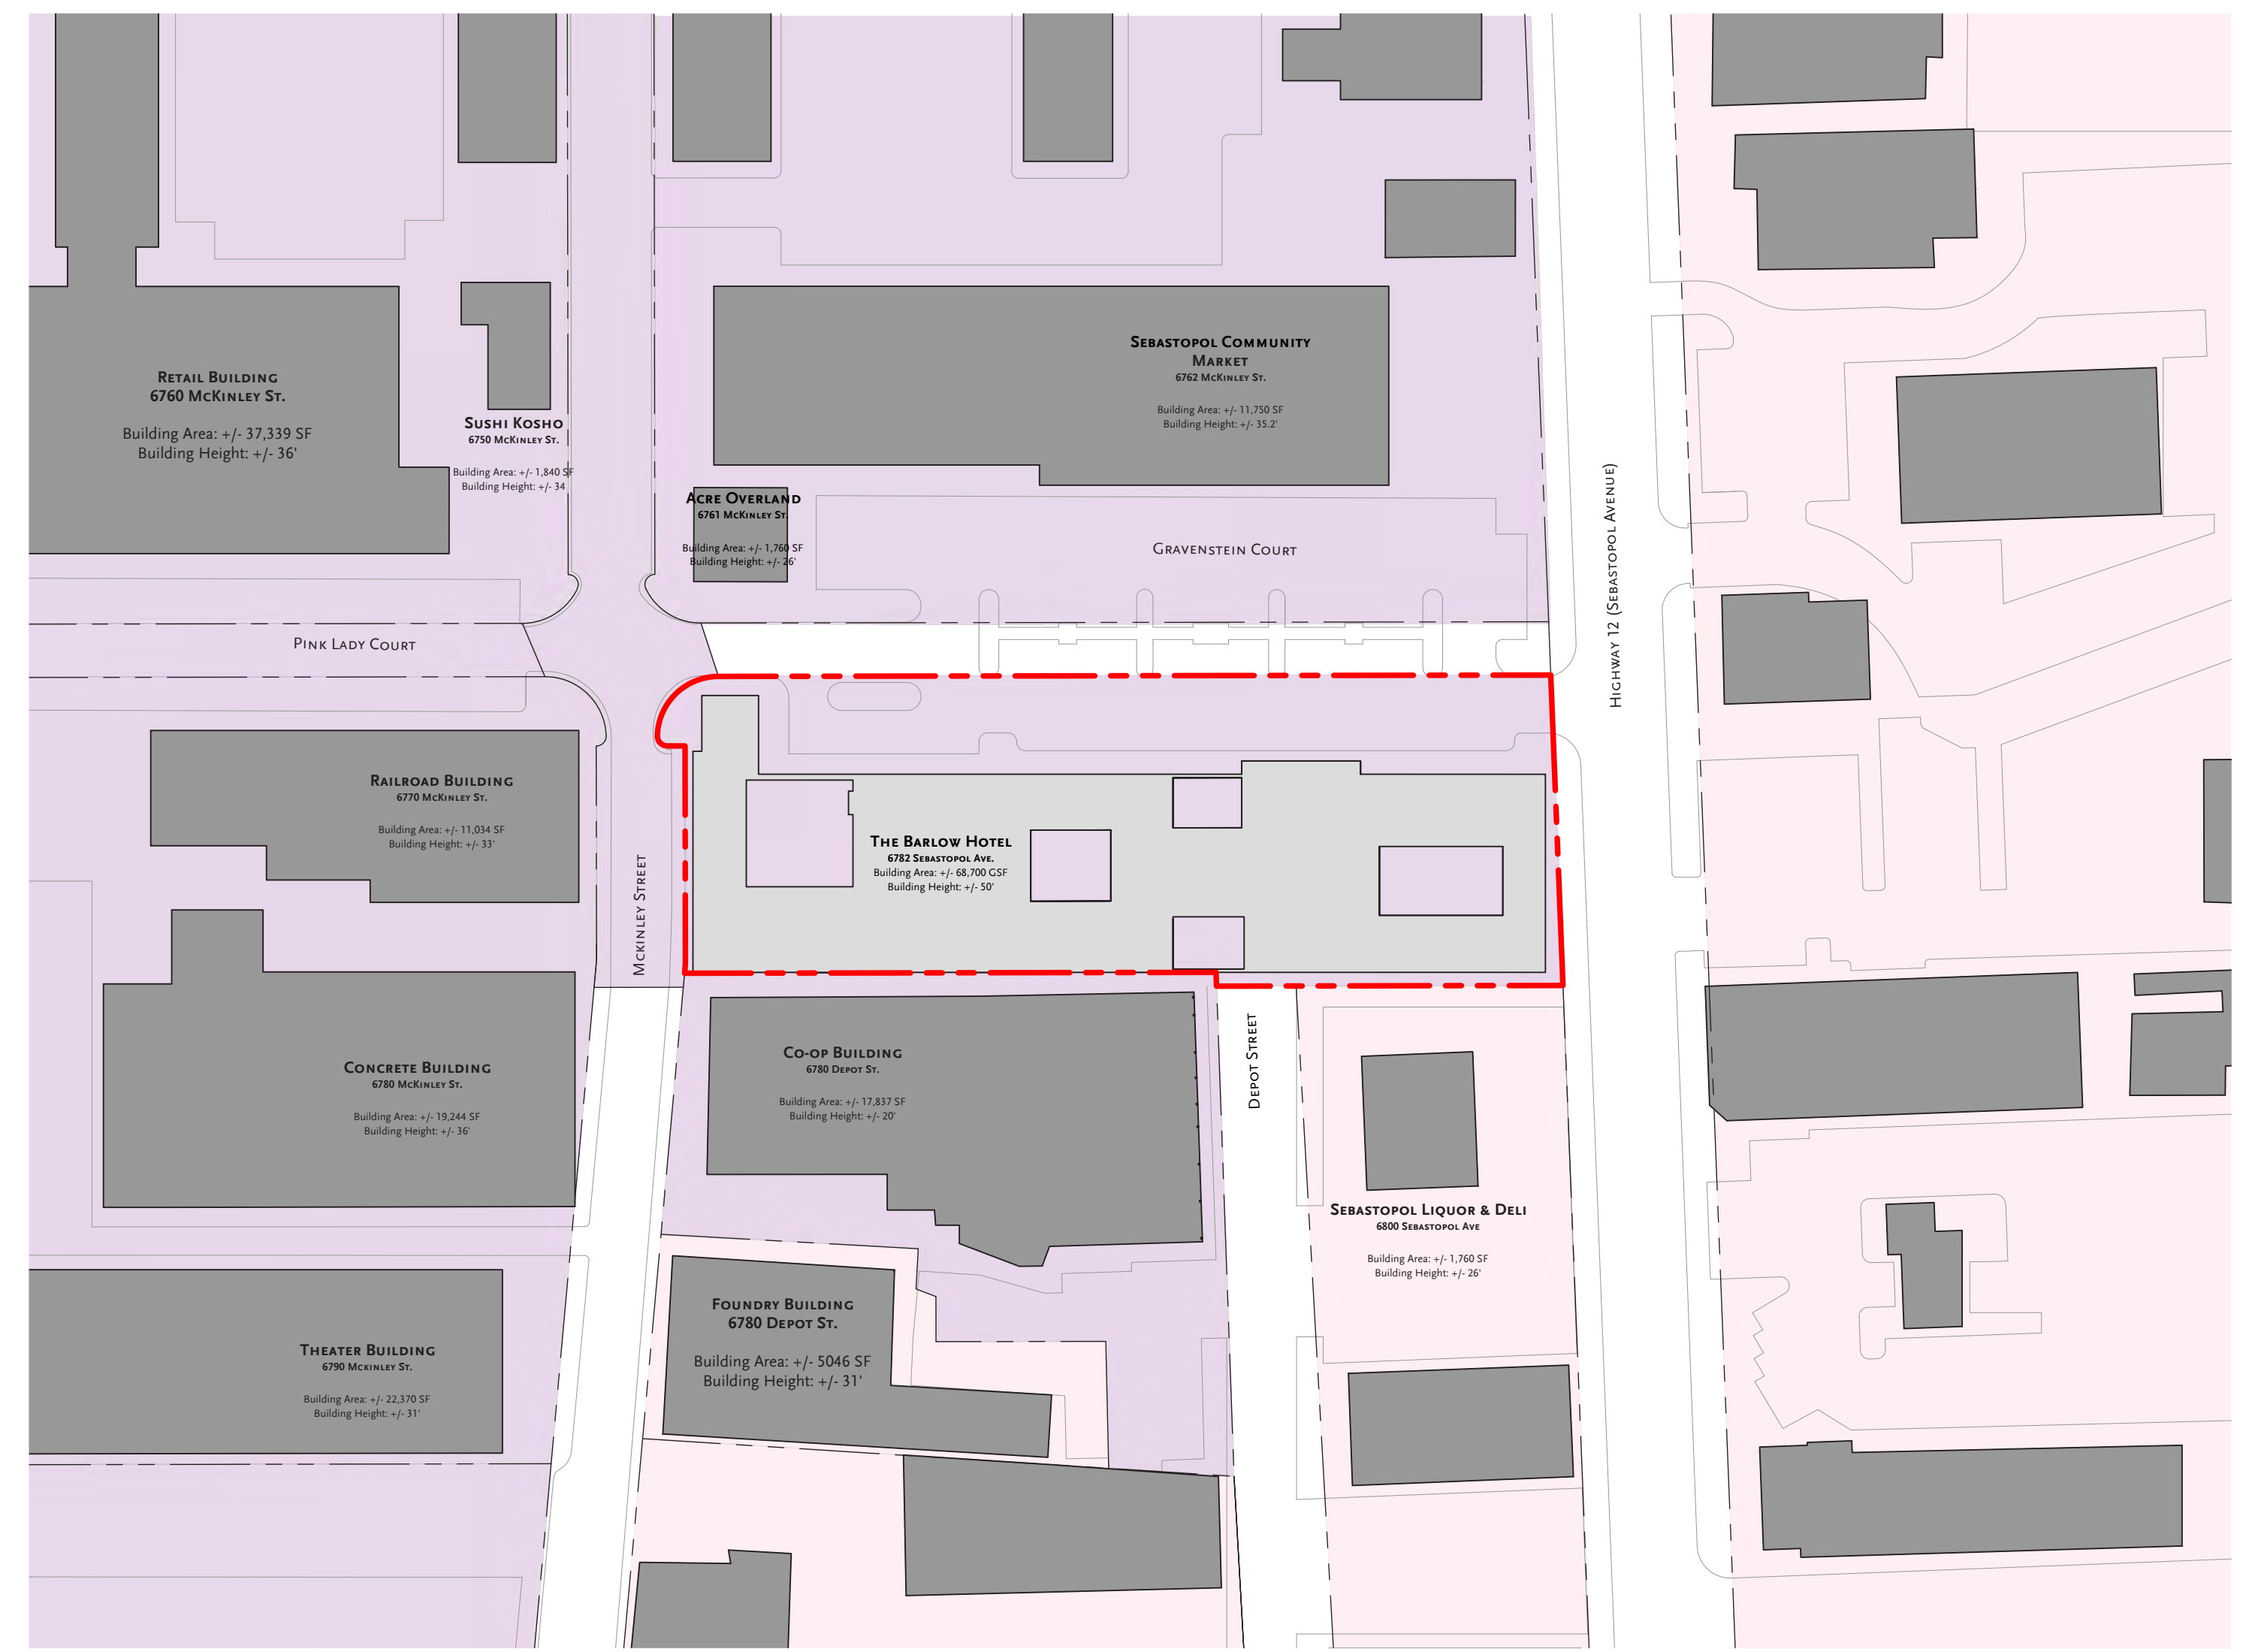 Retail Building
6760 McKinley St.
Building Area: +/- 37,339 SF
Building Height: +/- 36'
Sushi Kosho
6750 McKinley St.
Building Area: +/- 1,840 SF
Building Height: +/- 34
Sebastopol Community
Market
6762 McKinley St.
Building Area: +/- 11,750 SF
Building Height: +/- 35.2'
Acre Overland
6761 McKinley St.
Building Area: +/- 1,760 SF
Building Height: +/- 26'
Gravenstein Court
Highway 12 (Sebastopol Avenue)
Pink Lady Court
Railroad Building
6770 McKinley St.
Building Area: +/- 11,034 SF
Building Height: +/- 33'
McKinley Street
The Barlow Hotel
6782 Sebastopol Ave.
Building Area: +/- 68,700 GSF
Building Height: +/- 50'
Concrete Building
6780 McKinley St.
Building Area: +/- 19,244 SF
Building Height: +/- 36'
Co-op Building
6780 Depot St.
Building Area: +/- 17,837 SF
Building Height: +/- 20'
Depot Street
Sebastopol Liquor & Deli
6800 Sebastopol Ave
Building Area: +/- 1,760 SF
Building Height: +/- 26'
Theater Building
6790 Mckinley St.
Building Area: +/- 22,370 SF
Building Height: +/- 31'
Foundry Building
6780 Depot St.
Building Area: +/- 5046 SF
Building Height: +/- 31'